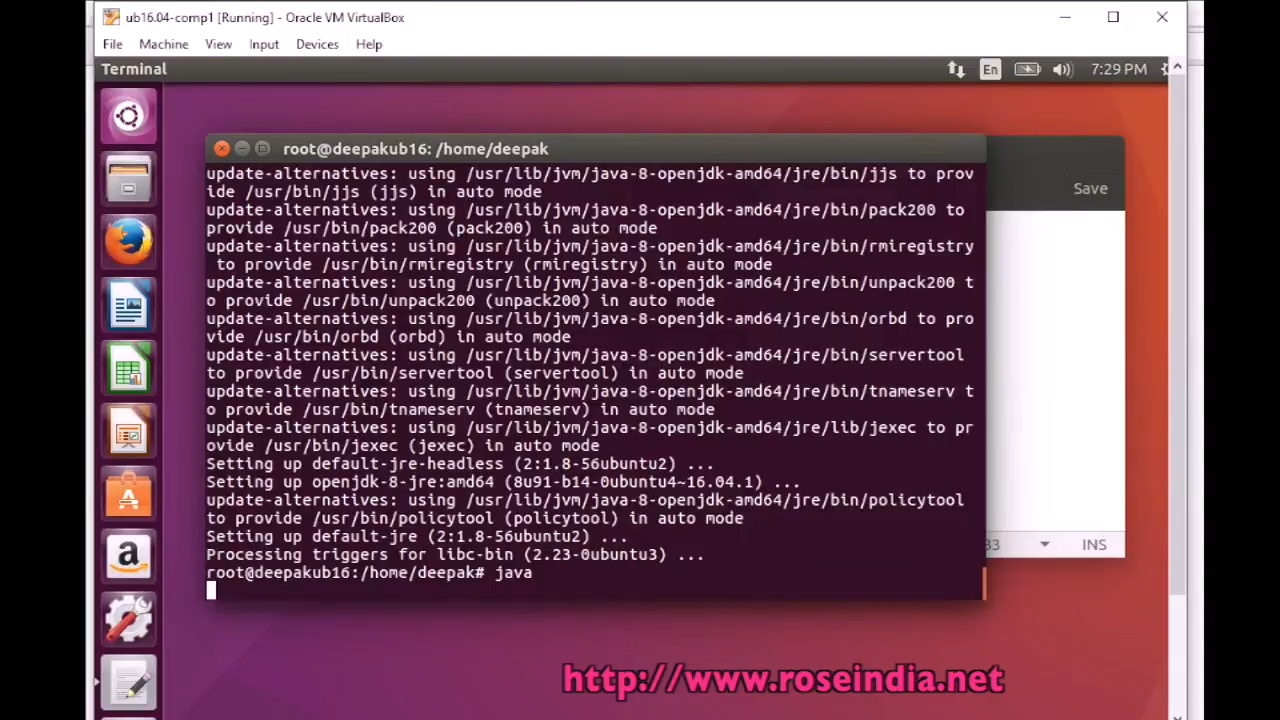 ub16.04-comp1 [Running] - Oracle VM VirtualBox
File Machine View Input Devices Help
Terminal En 7:29 PM
root@deepakub16: /home/deepak
Save
update-alternatives: using /usr/lib/jvm/java-8-openjdk-amd64/jre/bin/jjs to prov
ide /usr/bin/jjs (jjs) in auto mode
update-alternatives: using /usr/lib/jvm/java-8-openjdk-amd64/jre/bin/pack200 to
provide /usr/bin/pack200 (pack200) in auto mode
update-alternatives: using /usr/lib/jvm/java-8-openjdk-amd64/jre/bin/rmiregistry
 to provide /usr/bin/rmiregistry (rmiregistry) in auto mode
update-alternatives: using /usr/lib/jvm/java-8-openjdk-amd64/jre/bin/unpack200 t
o provide /usr/bin/unpack200 (unpack200) in auto mode
update-alternatives: using /usr/lib/jvm/java-8-openjdk-amd64/jre/bin/orbd to pro
vide /usr/bin/orbd (orbd) in auto mode
update-alternatives: using /usr/lib/jvm/java-8-openjdk-amd64/jre/bin/servertool
to provide /usr/bin/servertool (servertool) in auto mode
update-alternatives: using /usr/lib/jvm/java-8-openjdk-amd64/jre/bin/tnameserv t
o provide /usr/bin/tnameserv (tnameserv) in auto mode
update-alternatives: using /usr/lib/jvm/java-8-openjdk-amd64/jre/lib/jexec to pr
ovide /usr/bin/jexec (jexec) in auto mode
Setting up default-jre-headless (2:1.8-56ubuntu2) ...
Setting up openjdk-8-jre:amd64 (8u91-b14-0ubuntu4~16.04.1) ...
update-alternatives: using /usr/lib/jvm/java-8-openjdk-amd64/jre/bin/policytool
to provide /usr/bin/policytool (policytool) in auto mode
Setting up default-jre (2:1.8-56ubuntu2) ...
Processing triggers for libc-bin (2.23-0ubuntu3) ...
root@deepakub16:/home/deepak# java
INS
http://www.roseindia.net